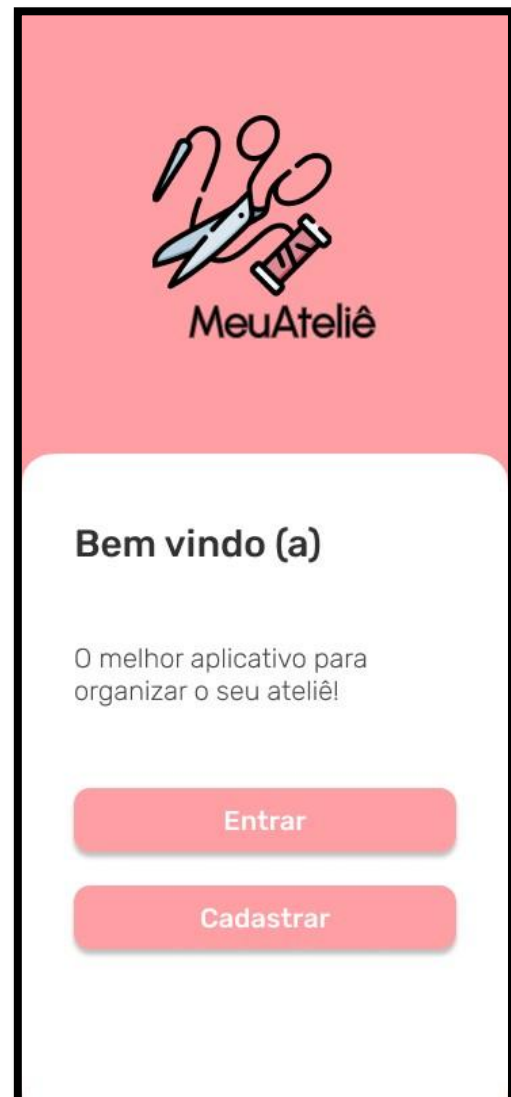 MeuAteliê
Bem vindo (a)
O melhor aplicativo para
organizar o seu ateliê!
Entrar
Cadastrar